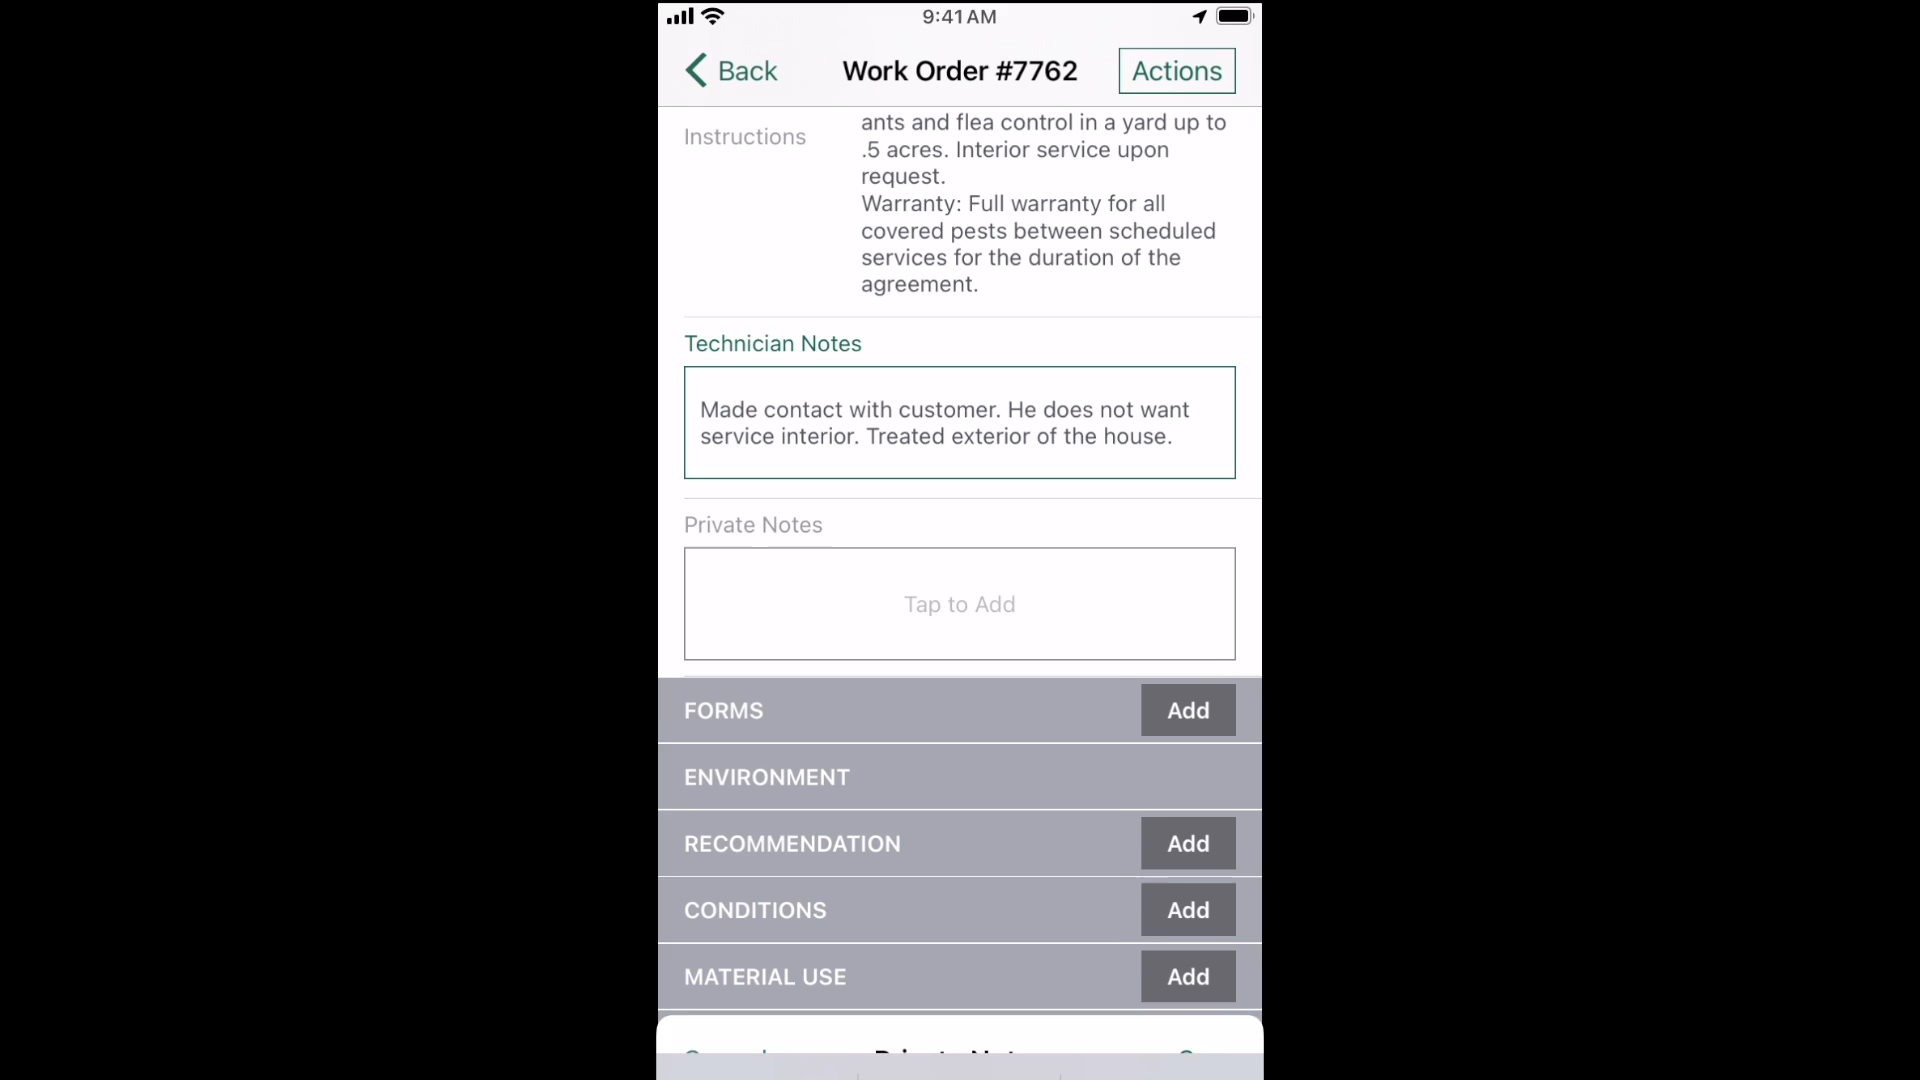 9:41 AM
Back
Work Order #7762
Actions
Instructions
ants and flea control in a yard up to
.5 acres. Interior service upon
request.
Warranty: Full warranty for all
covered pests between scheduled
services for the duration of the
agreement.
Technician Notes
Made contact with customer. He does not want
service interior. Treated exterior of the house.
Private Notes
Tap to Add
FORMS
Add
ENVIRONMENT
RECOMMENDATION
Add
CONDITIONS
Add
MATERIAL USE
Add